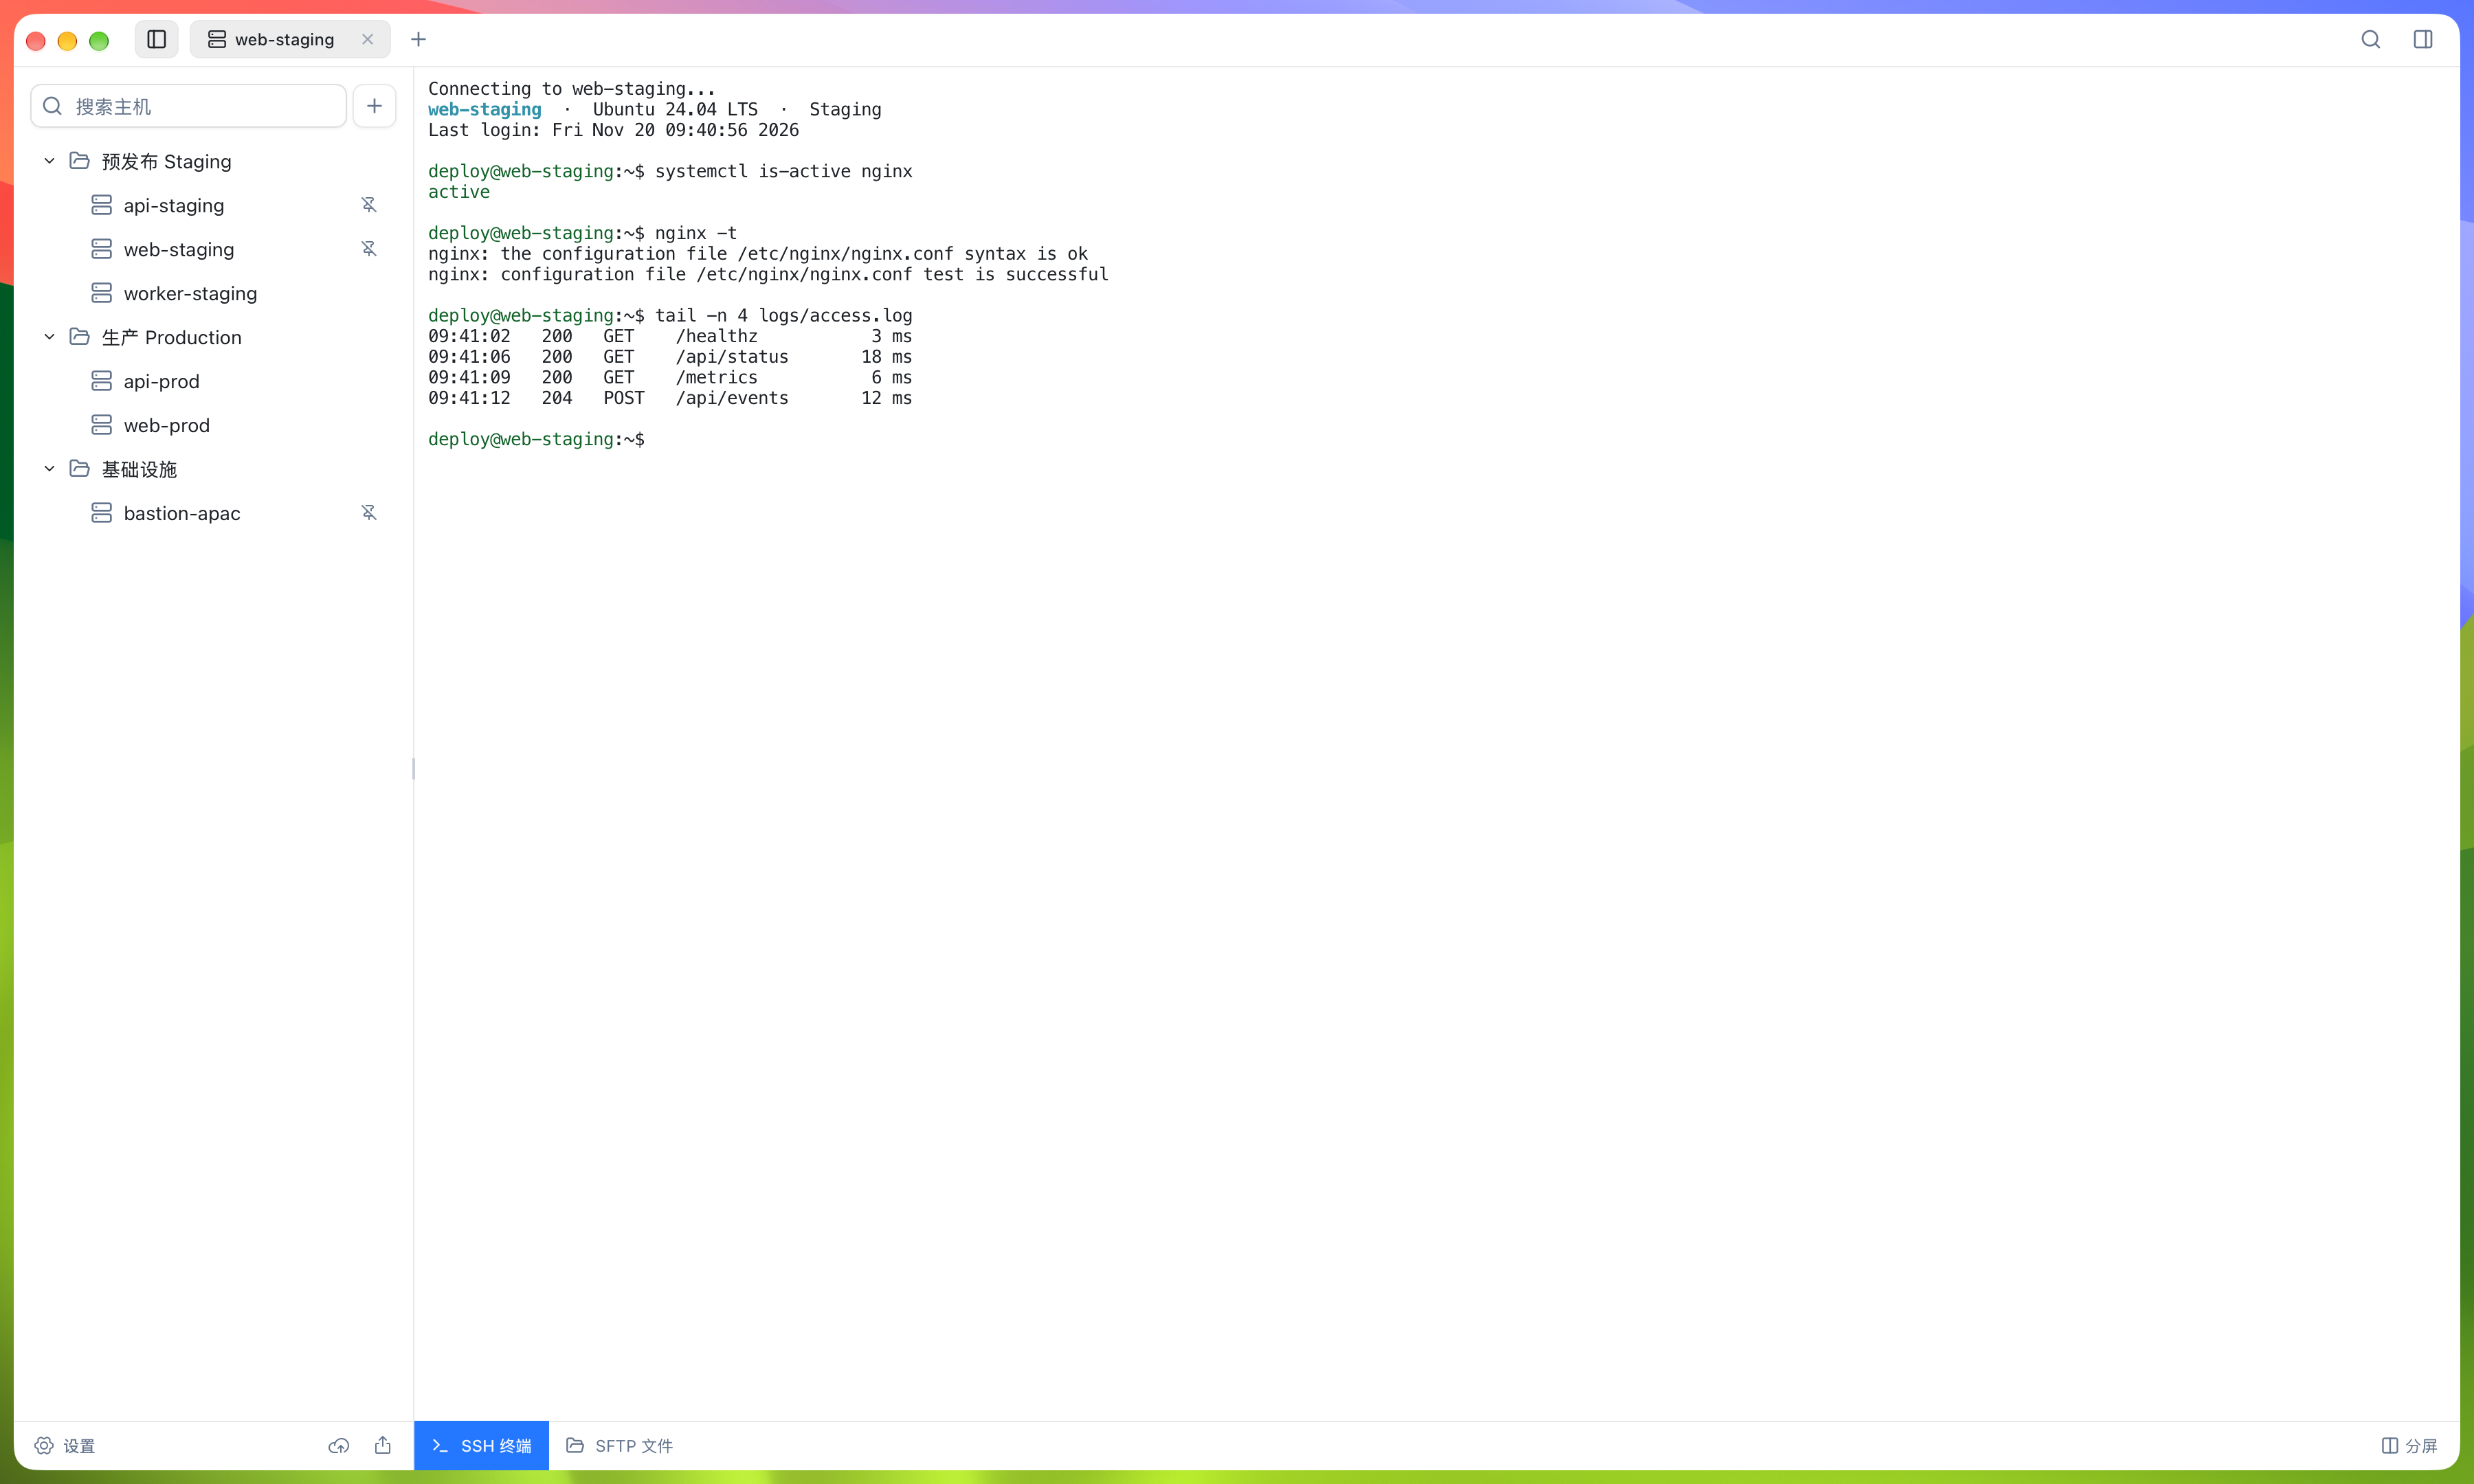 web-staging
搜索主机
预发布 Staging
api-staging
web-staging
worker-staging
生产 Production
api-prod
web-prod
基础设施
bastion-apac
设置
Connecting to web-staging...
web-staging · Ubuntu 24.04 LTS · Staging
Last login: Fri Nov 20 09:40:56 2026
deploy@web-staging:~$ systemctl is-active nginx
active
deploy@web-staging:~$ nginx -t
nginx: the configuration file /etc/nginx/nginx.conf syntax is ok
nginx: configuration file /etc/nginx/nginx.conf test is successful
deploy@web-staging:~$ tail -n 4 logs/access.log
09:41:02 200 GET /healthz 3 ms
09:41:06 200 GET /api/status 18 ms
09:41:09 200 GET /metrics 6 ms
09:41:12 204 POST /api/events 12 ms
deploy@web-staging:~$
SSH 终端
SFTP 文件
分屏